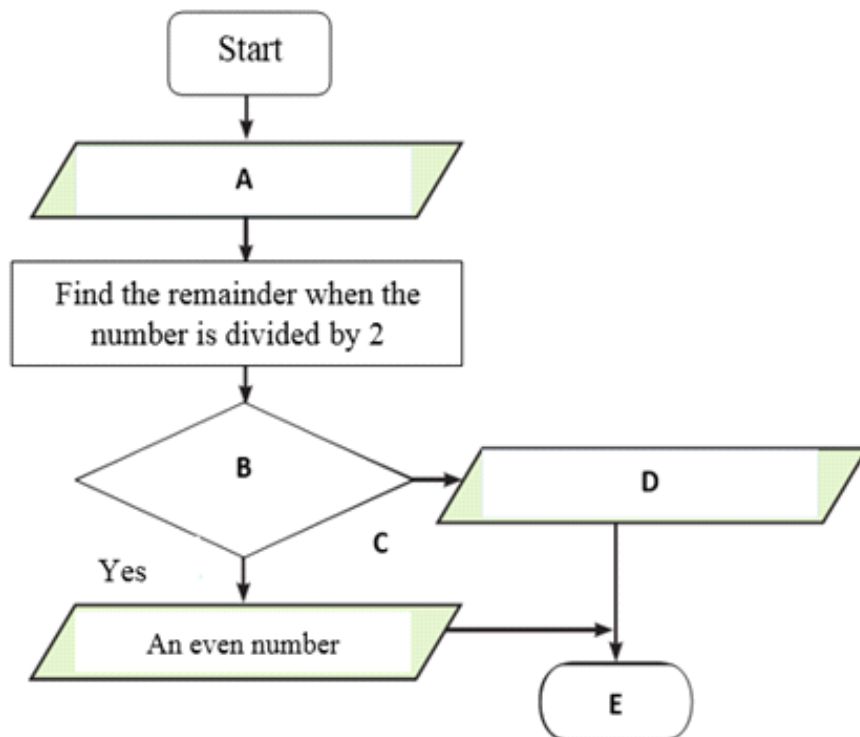 Start
A
Find the remainder when the
number is divided by 2
B
D
C
Yes
An even number
E